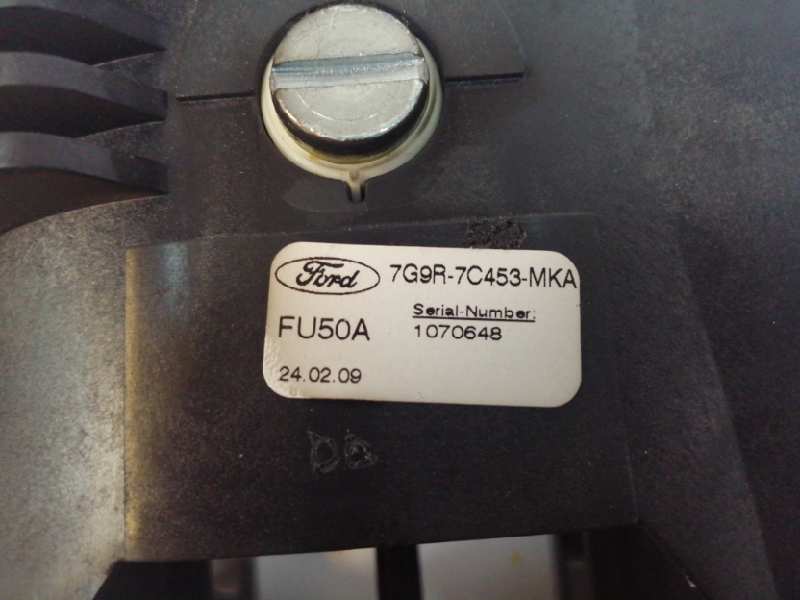 Ford 7G9R-7C453-MKA
Serial-Number:
FU50A 1070648
24.02.09